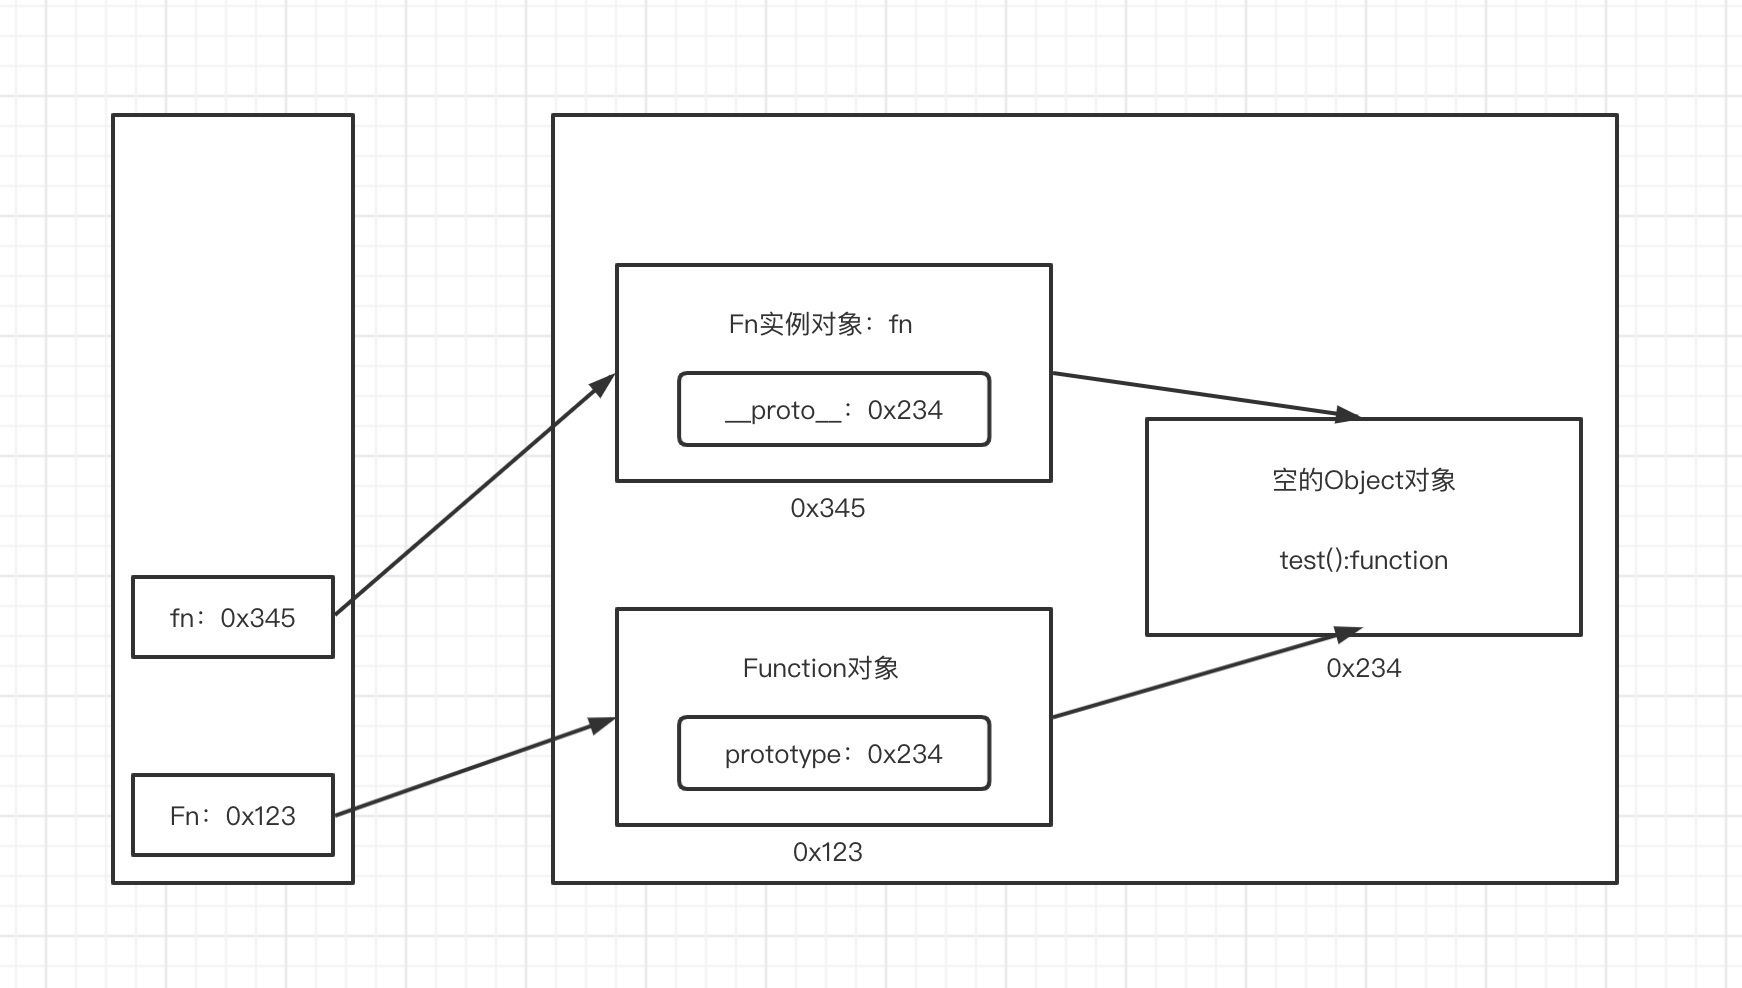 Fn实例对象：fn
__proto__：0x234
0x345
空的Object对象
test():function
0x234
fn：0x345
Function对象
prototype：0x234
0x123
Fn：0x123